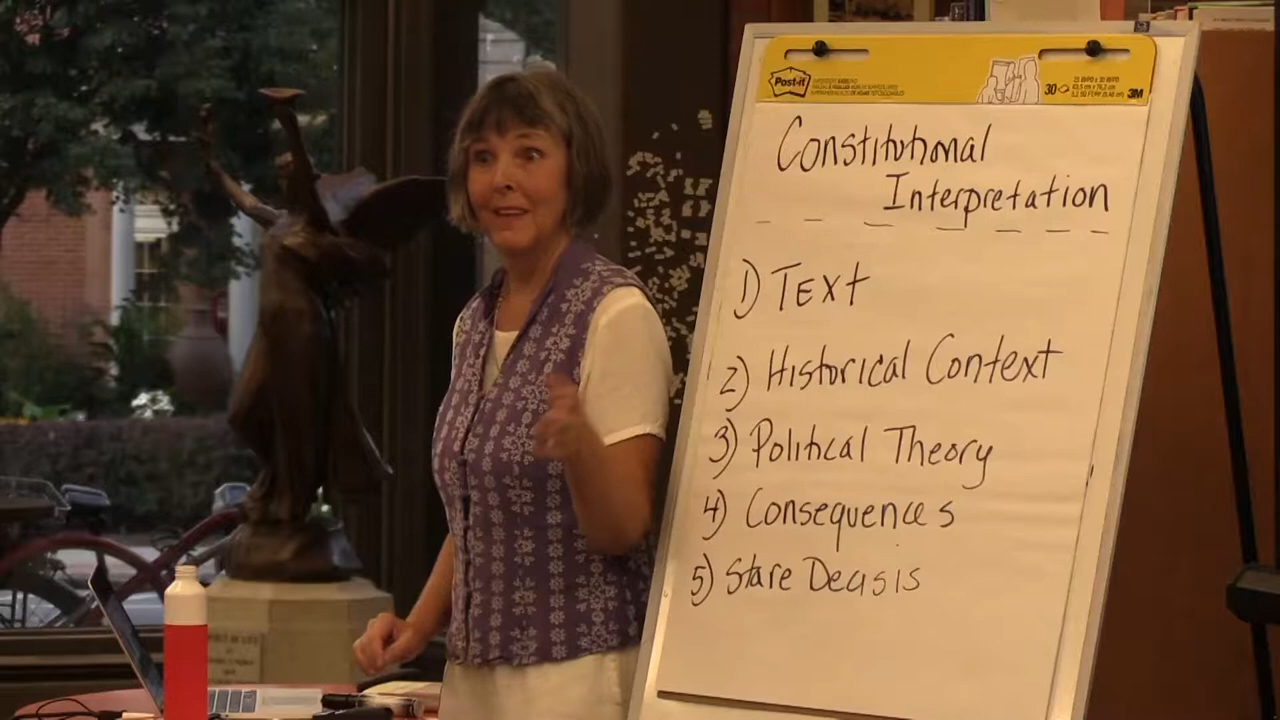 Post-it
30
3M
Constitutional
Interpretation
1) Text
2) Historical Context
3) Political Theory
4) Consequences
5) Stare Decisis